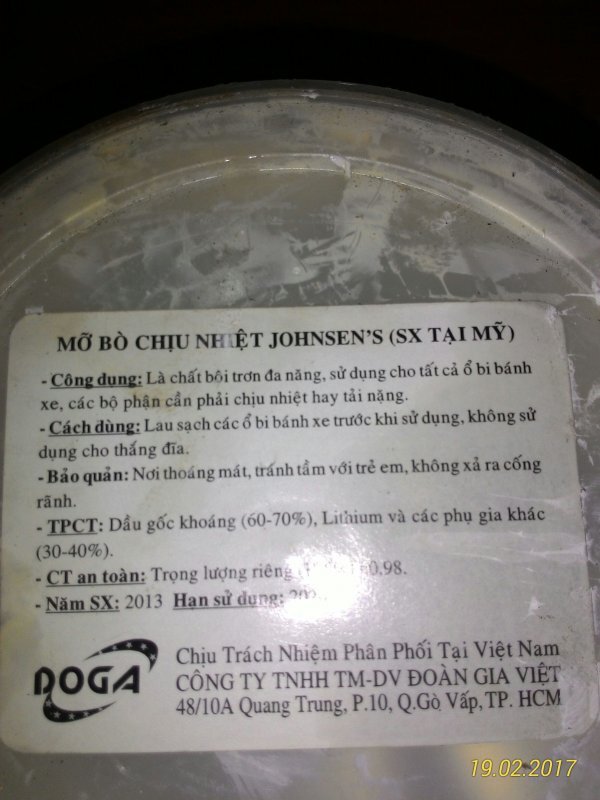 MỠ BÒ CHỊU NHIỆT JOHNSEN'S (SX TẠI MỸ)
- Công dụng: Là chất bôi trơn đa năng, sử dụng cho tất cả ổ bi bánh
xe, các bộ phận cần phải chịu nhiệt hay tải nặng.
- Cách dùng: Lau sạch các ổ bi bánh xe trước khi sử dụng, không sử
dụng cho thắng đĩa.
- Bảo quản: Nơi thoáng mát, tránh tầm với trẻ em, không xả ra cống
rãnh.
- TPCT: Dầu gốc khoáng (60-70%), Lithium và các phụ gia khác
(30-40%).
- CT an toàn: Trọng lượng riêng 0.98.
- Năm SX: 2013 Hạn sử dụng:
DOGA
Chịu Trách Nhiệm Phân Phối Tại Việt Nam
CÔNG TY TNHH TM-DV ĐOÀN GIA VIỆT
48/10A Quang Trung, P.10, Q.Gò Vấp, TP. HCM
19.02.2017